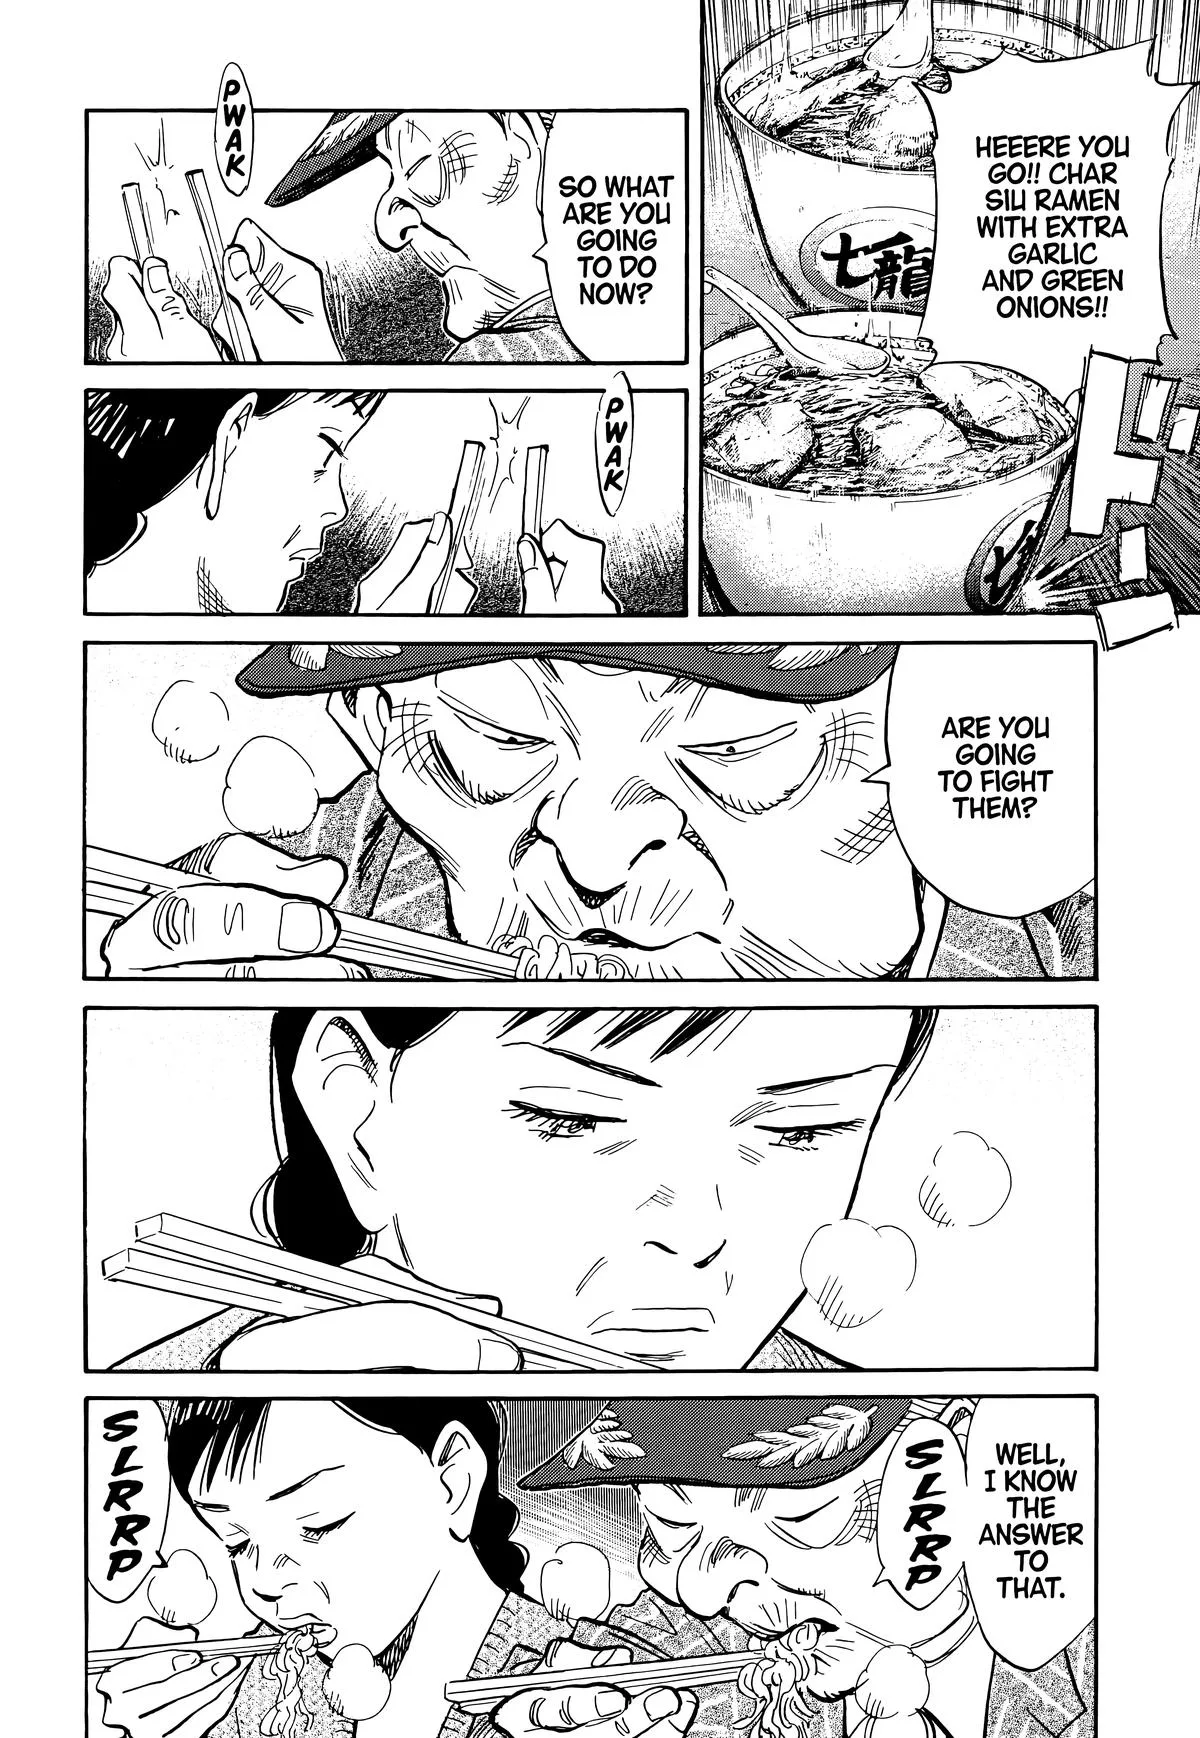 HEEERE YOU
GO!! CHAR
SIU RAMEN
WITH EXTRA
GARLIC
AND GREEN
ONIONS!!
七龍
七
ド
PWAK
SO WHAT
ARE YOU
GOING
TO DO
NOW?
PWAK
ARE YOU
GOING
TO FIGHT
THEM?
WELL,
I KNOW
THE
ANSWER
TO
THAT.
SLRRP
SLRRP